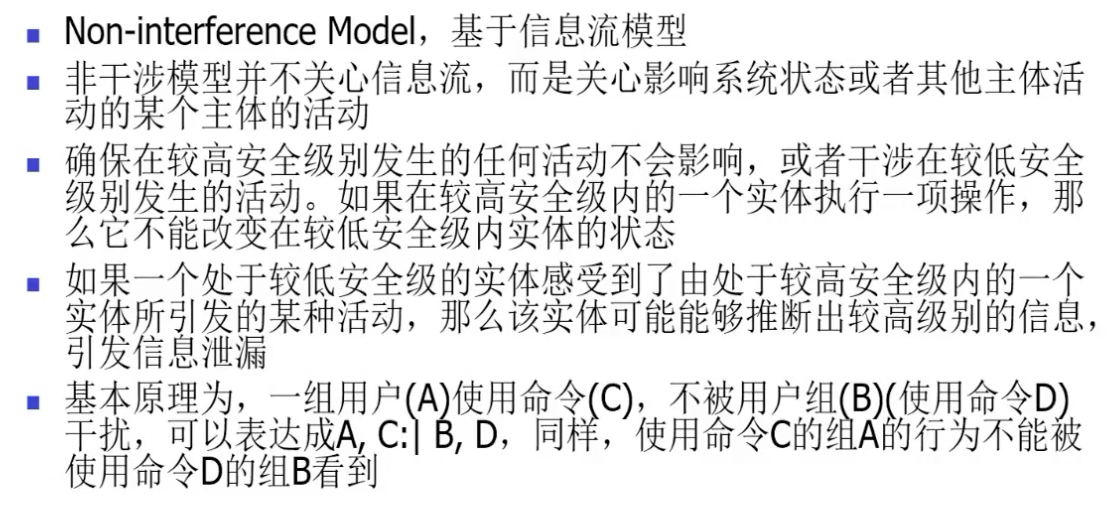 Non-interference Model，基于信息流模型
非干涉模型并不关心信息流，而是关心影响系统状态或者其他主体活
动的某个主体的活动
确保在较高安全级别发生的任何活动不会影响，或者干涉在较低安全
级别发生的活动。如果在较高安全级内的一个实体执行一项操作，那
么它不能改变在较低安全级内实体的状态
如果一个处于较低安全级的实体感受到了由处于较高安全级内的一个
实体所引发的某种活动，那么该实体可能能够推断出较高级别的信息，
引发信息泄漏
基本原理为，一组用户(A)使用命令(C)，不被用户组(B)(使用命令D)
干扰，可以表达成A, C:| B, D，同样，使用命令C的组A的行为不能被
使用命令D的组B看到